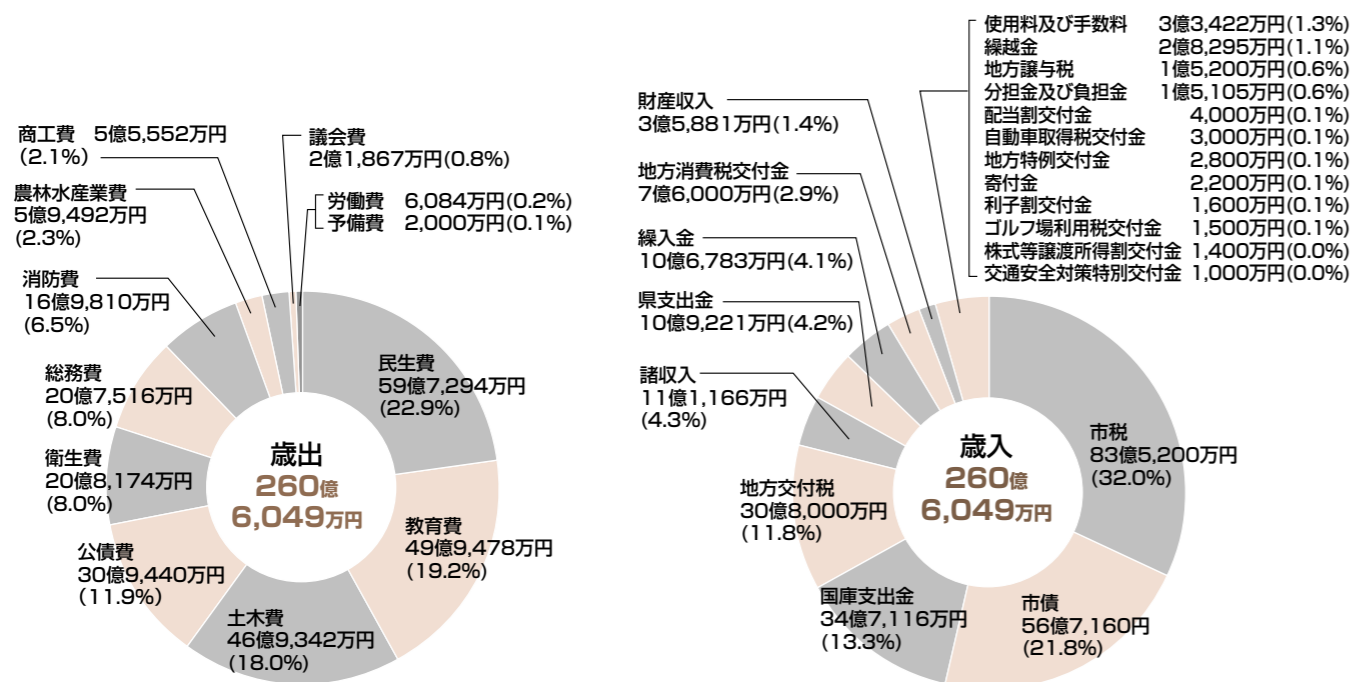 商工費 5億5,552万円
(2.1%)
農林水産業費
5億9,492万円
(2.3%)
消防費
16億9,810万円
(6.5%)
総務費
20億7,516万円
(8.0%)
衛生費
20億8,174万円
(8.0%)
公債費
30億9,440万円
(11.9%)
土木費
46億9,342万円
(18.0%)
教育費
49億9,478万円
(19.2%)
民生費
59億7,294万円
(22.9%)
議会費
2億1,867万円(0.8%)
労働費 6,084万円(0.2%)
予備費 2,000万円(0.1%)
歳出
260億
6,049万円
財産収入
3億5,881万円(1.4%)
地方消費税交付金
7億6,000万円(2.9%)
繰入金
10億6,783万円(4.1%)
県支出金
10億9,221万円(4.2%)
諸収入
11億1,166万円
(4.3%)
地方交付税
30億8,000万円
(11.8%)
国庫支出金
34億7,116万円
(13.3%)
市債
56億7,160円
(21.8%)
市税
83億5,200万円
(32.0%)
歳入
260億
6,049万円
使用料及び手数料 3億3,422万円(1.3%)
繰越金 2億8,295万円(1.1%)
地方譲与税 1億5,200万円(0.6%)
分担金及び負担金 1億5,105万円(0.6%)
配当割交付金 4,000万円(0.1%)
自動車取得税交付金 3,000万円(0.1%)
地方特例交付金 2,800万円(0.1%)
寄付金 2,200万円(0.1%)
利子割交付金 1,600万円(0.1%)
ゴルフ場利用税交付金 1,500万円(0.1%)
株式等譲渡所得割交付金 1,400万円(0.0%)
交通安全対策特別交付金 1,000万円(0.0%)